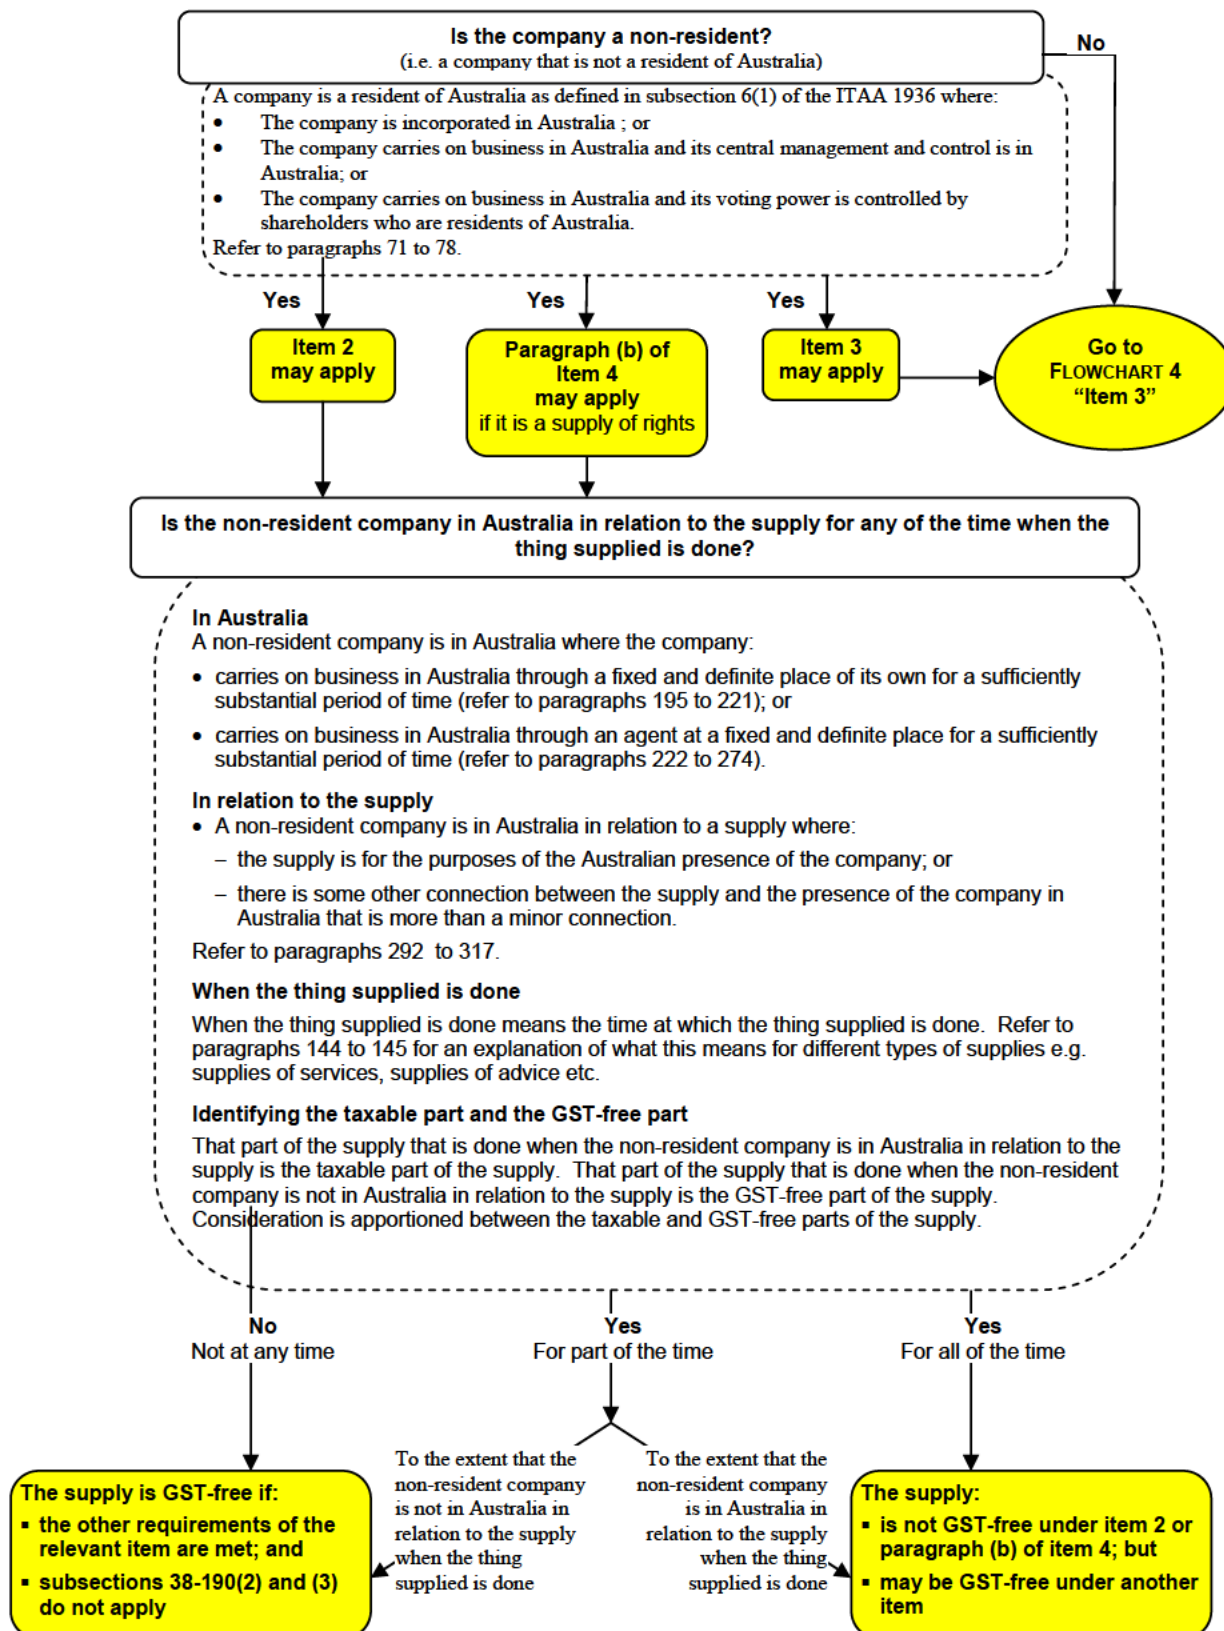 Is the company a non-resident?
(i.e. a company that is not a resident of Australia)
No
A company is a resident of Australia as defined in subsection 6(1) of the ITAA 1936 where:
• The company is incorporated in Australia ; or
• The company carries on business in Australia and its central management and control is in
Australia; or
• The company carries on business in Australia and its voting power is controlled by
shareholders who are residents of Australia.
Refer to paragraphs 71 to 78.
Yes
Yes
Yes
Item 2
may apply
Paragraph (b) of
Item 4
may apply
if it is a supply of rights
Item 3
may apply
Go to
FLOWCHART 4
“Item 3”
Is the non-resident company in Australia in relation to the supply for any of the time when the
thing supplied is done?
In Australia
A non-resident company is in Australia where the company:
• carries on business in Australia through a fixed and definite place of its own for a sufficiently
substantial period of time (refer to paragraphs 195 to 221); or
• carries on business in Australia through an agent at a fixed and definite place for a sufficiently
substantial period of time (refer to paragraphs 222 to 274).
In relation to the supply
• A non-resident company is in Australia in relation to a supply where:
– the supply is for the purposes of the Australian presence of the company; or
– there is some other connection between the supply and the presence of the company in
Australia that is more than a minor connection.
Refer to paragraphs 292 to 317.
When the thing supplied is done
When the thing supplied is done means the time at which the thing supplied is done. Refer to
paragraphs 144 to 145 for an explanation of what this means for different types of supplies e.g.
supplies of services, supplies of advice etc.
Identifying the taxable part and the GST-free part
That part of the supply that is done when the non-resident company is in Australia in relation to the
supply is the taxable part of the supply. That part of the supply that is done when the non-resident
company is not in Australia in relation to the supply is the GST-free part of the supply.
Consideration is apportioned between the taxable and GST-free parts of the supply.
No
Not at any time
Yes
For part of the time
Yes
For all of the time
To the extent that the
non-resident company
is not in Australia in
relation to the supply
when the thing
supplied is done
To the extent that the
non-resident company
is in Australia in
relation to the supply
when the thing
supplied is done
The supply is GST-free if:
▪ the other requirements of the
relevant item are met; and
▪ subsections 38-190(2) and (3)
do not apply
The supply:
▪ is not GST-free under item 2 or
paragraph (b) of item 4; but
▪ may be GST-free under another
item